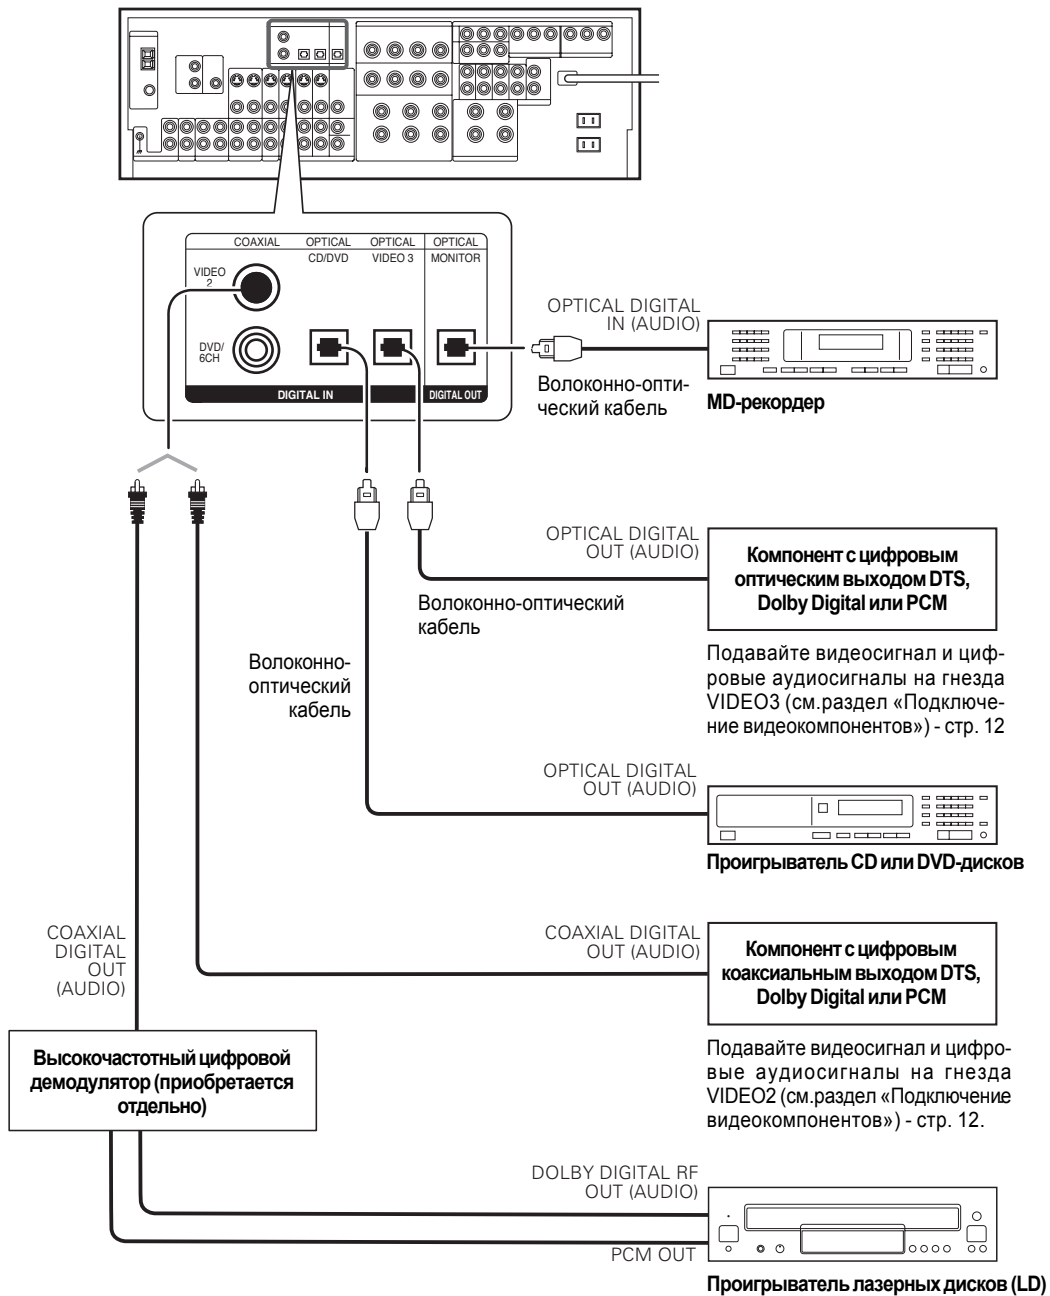 COAXIAL OPTICAL OPTICAL OPTICAL
CD/DVD VIDEO 3 MONITOR
VIDEO
2
DVD/
6CH
DIGITAL IN DIGITAL OUT
OPTICAL DIGITAL
IN (AUDIO)
Волоконно-опти-
ческий кабель
MD-рекордер
OPTICAL DIGITAL
OUT (AUDIO)
Компонент с цифровым
оптическим выходом DTS,
Dolby Digital или PCM
Волоконно-оптический
кабель
Подавайте видеосигнал и циф-
ровые аудиосигналы на гнезда
VIDEO3 (см.раздел «Подключе-
ние видеокомпонентов») - стр. 12
Волоконно-
оптический
кабель
OPTICAL DIGITAL
OUT (AUDIO)
Проигрыватель CD или DVD-дисков
COAXIAL
DIGITAL
OUT
(AUDIO)
COAXIAL DIGITAL
OUT (AUDIO)
Компонент с цифровым
коаксиальным выходом DTS,
Dolby Digital или PCM
Высокочастотный цифровой
демодулятор (приобретается
отдельно)
Подавайте видеосигнал и цифро-
вые аудиосигналы на гнезда
VIDEO2 (см.раздел «Подключение
видеокомпонентов») - стр. 12.
DOLBY DIGITAL RF
OUT (AUDIO)
PCM OUT
Проигрыватель лазерных дисков (LD)